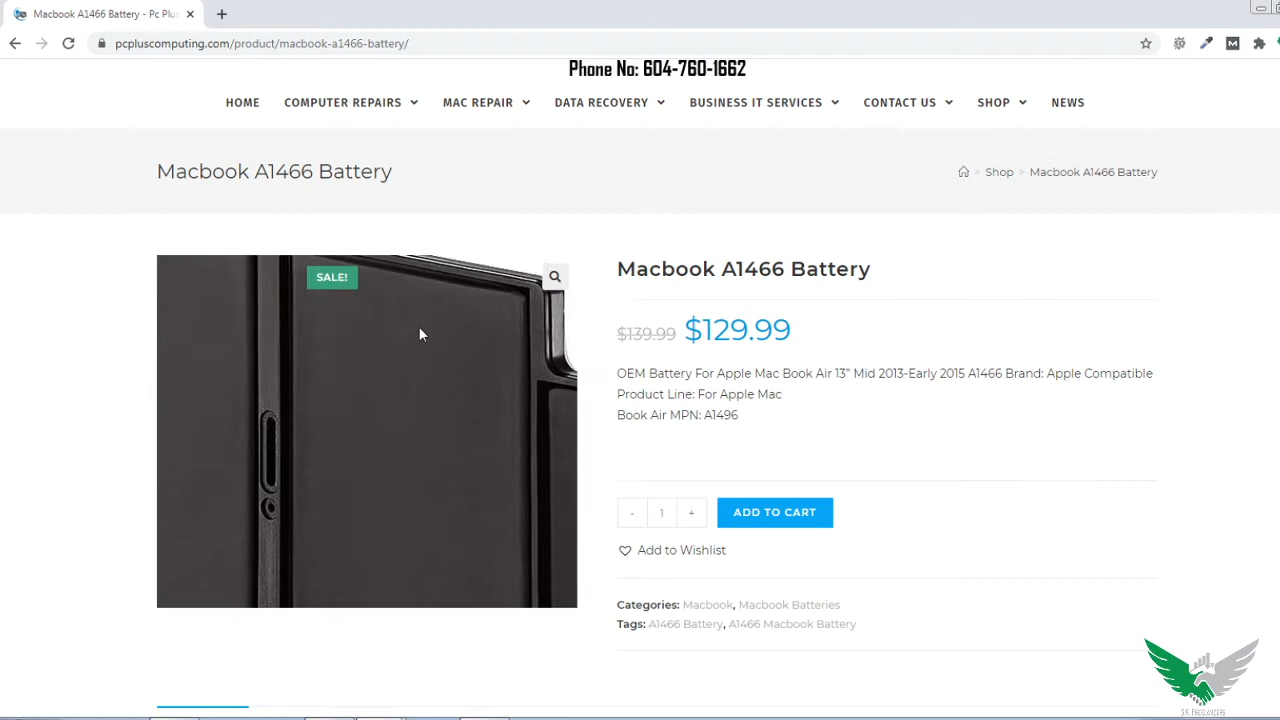 Macbook A1466 Battery - Pc Plus
pcpluscomputing.com/product/macbook-a1466-battery/
Phone No: 604-760-1662
HOME COMPUTER REPAIRS MAC REPAIR DATA RECOVERY BUSINESS IT SERVICES CONTACT US SHOP NEWS
Macbook A1466 Battery
> Shop > Macbook A1466 Battery
SALE!
Macbook A1466 Battery
$139.99 $129.99
OEM Battery For Apple Mac Book Air 13” Mid 2013-Early 2015 A1466 Brand: Apple Compatible
Product Line: For Apple Mac
Book Air MPN: A1496
- 1 + ADD TO CART
Add to Wishlist
Categories: Macbook, Macbook Batteries
Tags: A1466 Battery, A1466 Macbook Battery
SK FREELANCERS